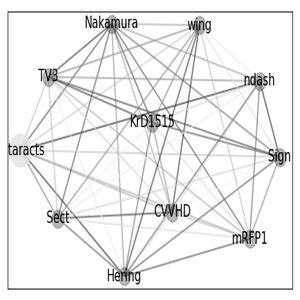 Nakamura
wing
TV3
ndash
KrD1515
taracts
Sign
Sect
CVVHD
mRFP1
Hering